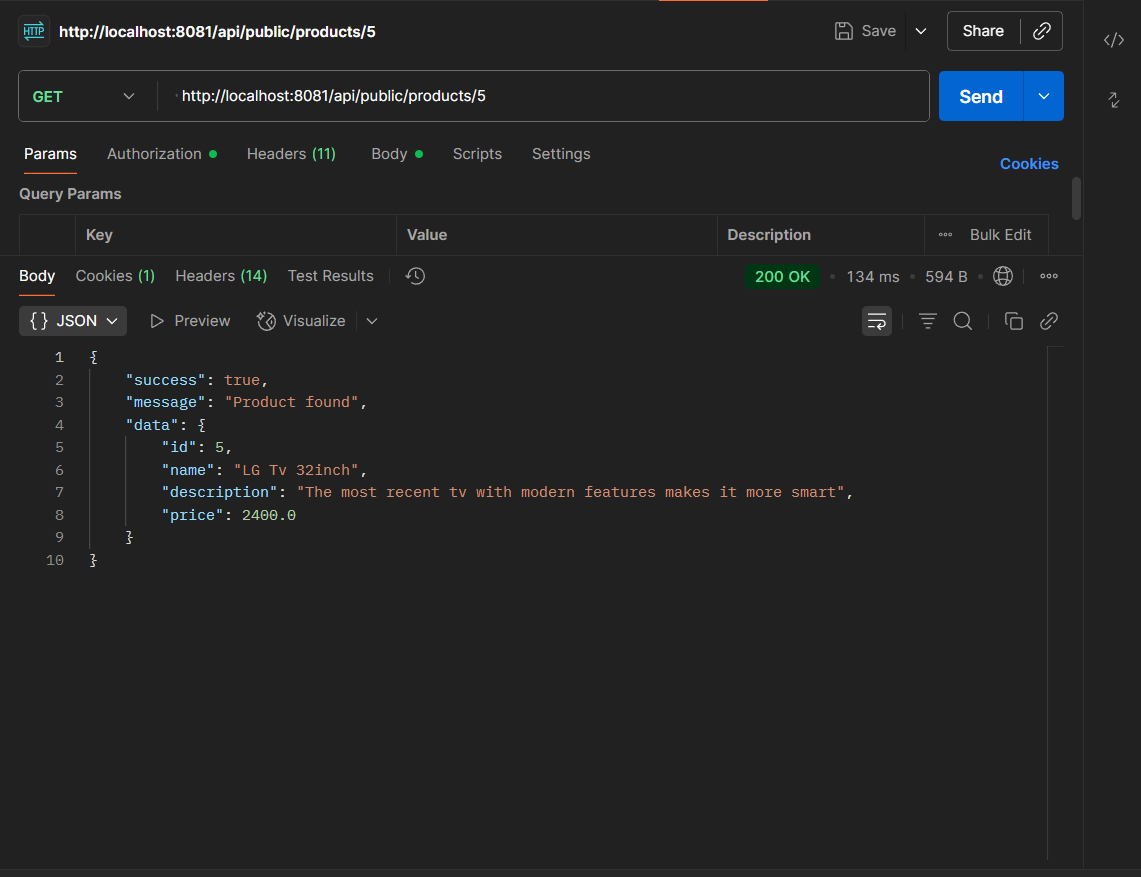 HTTP http://localhost:8081/api/public/products/5 Save Share
GET http://localhost:8081/api/public/products/5 Send
Params Authorization Headers (11) Body Scripts Settings Cookies
Query Params
Key Value Description Bulk Edit
Body Cookies (1) Headers (14) Test Results 200 OK 134 ms 594 B
{} JSON Preview Visualize
1 {
2 "success": true,
3 "message": "Product found",
4 "data": {
5 "id": 5,
6 "name": "LG Tv 32inch",
7 "description": "The most recent tv with modern features makes it more smart",
8 "price": 2400.0
9 }
10 }